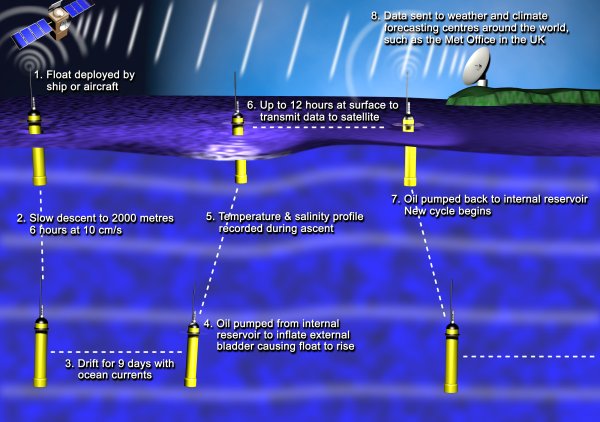 1. Float deployed by
ship or aircraft
2. Slow descent to 2000 metres
6 hours at 10 cm/s
3. Drift for 9 days with
ocean currents
4. Oil pumped from internal
reservoir to inflate external
bladder causing float to rise
5. Temperature & salinity profile
recorded during ascent
6. Up to 12 hours at surface to
transmit data to satellite
7. Oil pumped back to internal reservoir
New cycle begins
8. Data sent to weather and climate
forecasting centres around the world,
such as the Met Office in the UK